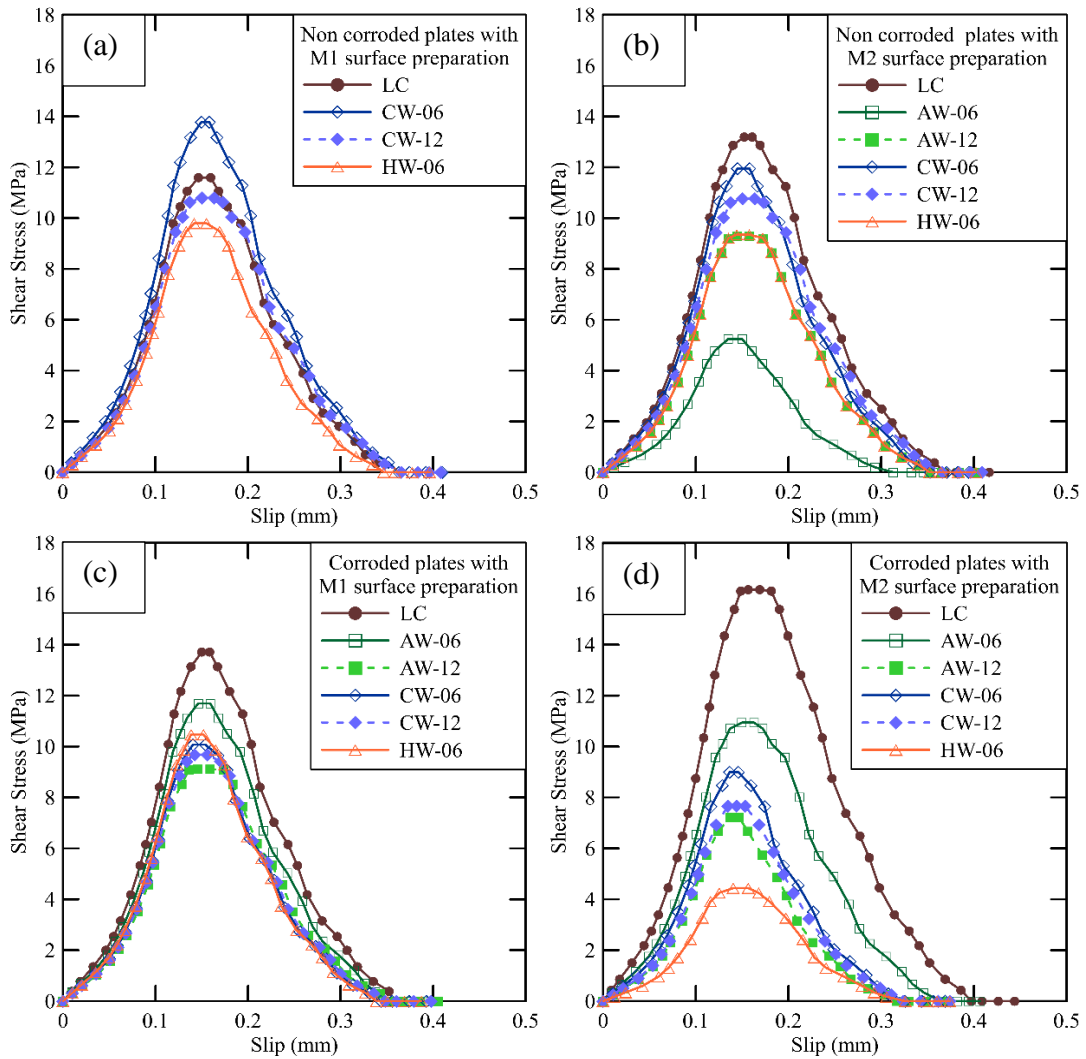 (a)
Non corroded plates with
M1 surface preparation
LC
CW-06
CW-12
HW-06
18
16
14
12
10
8
6
4
2
0
Shear Stress (MPa)
0 0.1 0.2 0.3 0.4 0.5
Slip (mm)
(b)
Non corroded plates with
M2 surface preparation
LC
AW-06
AW-12
CW-06
CW-12
HW-06
18
16
14
12
10
8
6
4
2
0
Shear Stress (MPa)
0 0.1 0.2 0.3 0.4 0.5
Slip (mm)
(c)
Corroded plates with
M1 surface preparation
LC
AW-06
AW-12
CW-06
CW-12
HW-06
18
16
14
12
10
8
6
4
2
0
Shear Stress (MPa)
0 0.1 0.2 0.3 0.4 0.5
Slip (mm)
(d)
Corroded plates with
M2 surface preparation
LC
AW-06
AW-12
CW-06
CW-12
HW-06
18
16
14
12
10
8
6
4
2
0
Shear Stress (MPa)
0 0.1 0.2 0.3 0.4 0.5
Slip (mm)